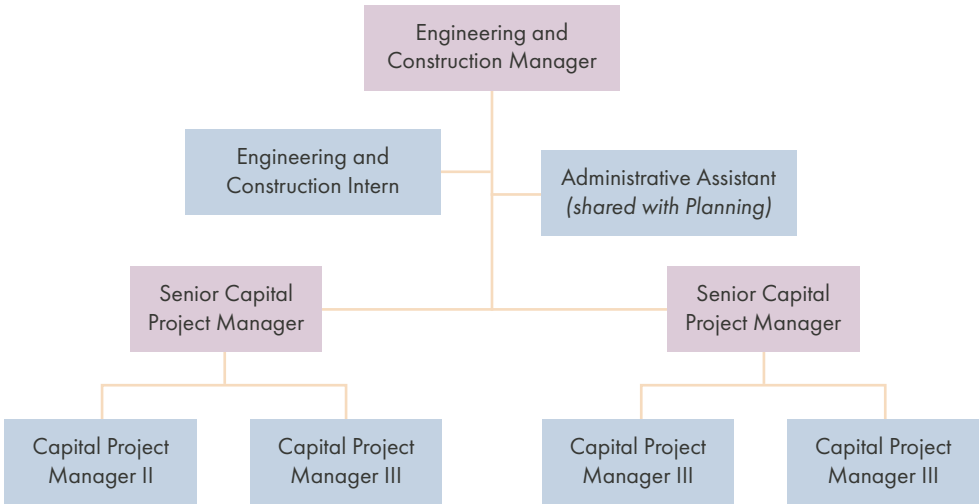 Engineering and
Construction Manager
Engineering and
Construction Intern
Administrative Assistant
(shared with Planning)
Senior Capital
Project Manager
Senior Capital
Project Manager
Capital Project
Manager II
Capital Project
Manager III
Capital Project
Manager III
Capital Project
Manager III